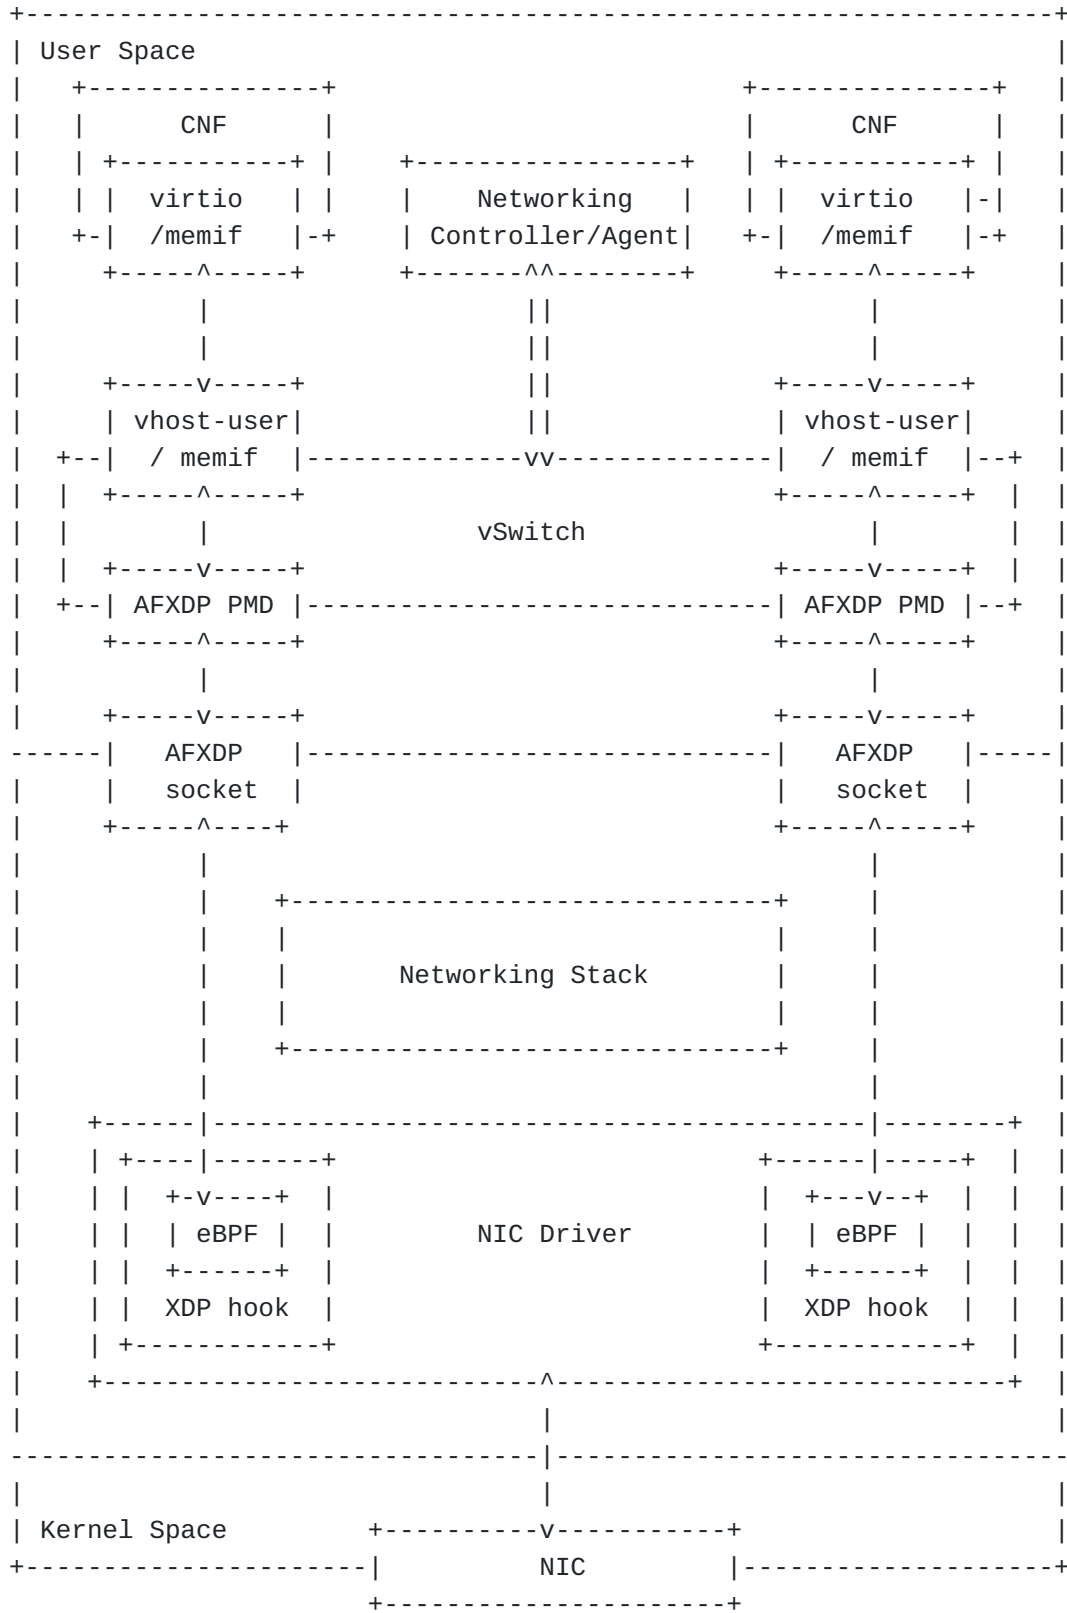 User Space
CNF CNF
virtio Networking virtio
/memif Controller/Agent /memif
vhost-user vhost-user
/ memif / memif
vSwitch
AFXDP PMD AFXDP PMD
AFXDP AFXDP
socket socket
Networking Stack
eBPF NIC Driver eBPF
XDP hook XDP hook
Kernel Space
NIC